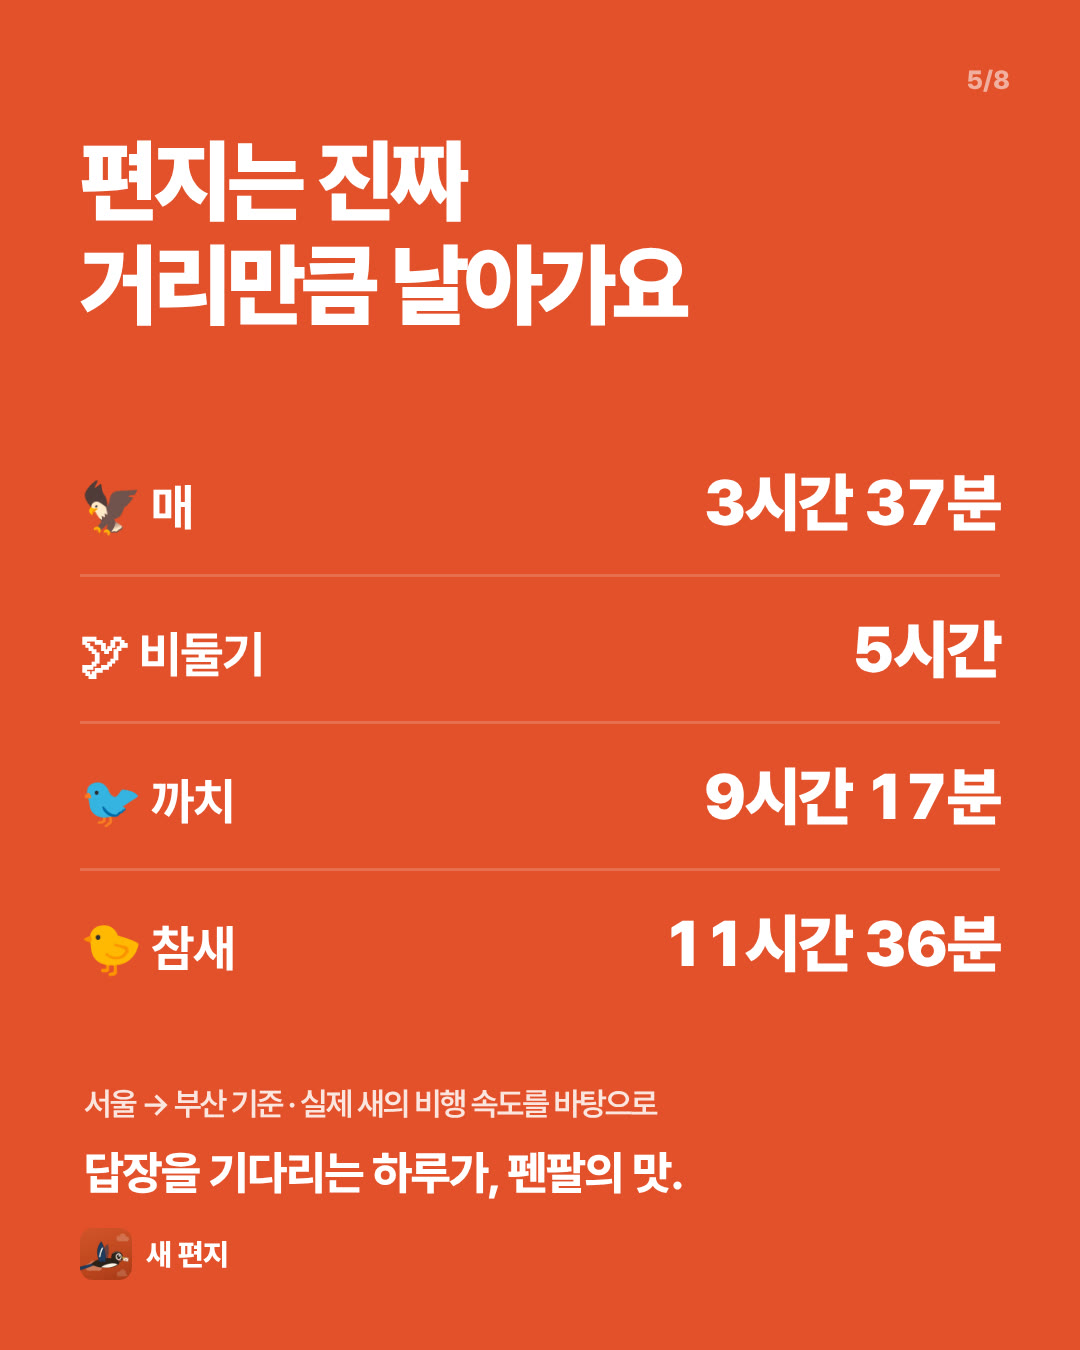 5/8
편지는 진짜
거리만큼 날아가요
매 3시간 37분
비둘기 5시간
까치 9시간 17분
참새 11시간 36분
서울 → 부산 기준 · 실제 새의 비행 속도를 바탕으로
답장을 기다리는 하루가, 펜팔의 맛.
새 편지